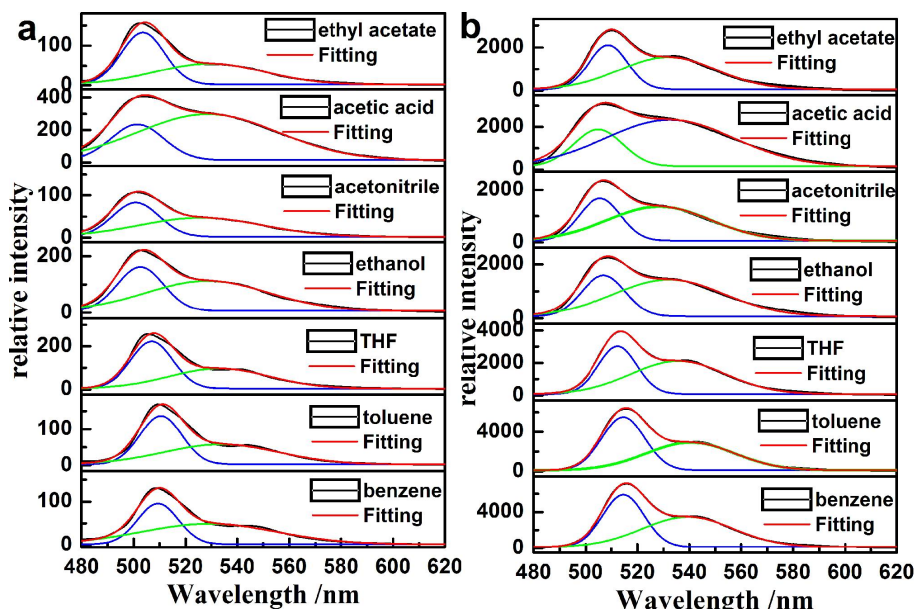 a
ethyl acetate
Fitting
100
0
400
acetic acid
Fitting
200
0
100
acetonitrile
Fitting
0
200
ethanol
Fitting
0
THF
200
Fitting
0
toluene
100
Fitting
0
benzene
100
Fitting
0
480 500 520 540 560 580 600 620
Wavelength /nm
relative intensity
b
ethyl acetate
Fitting
2000
0
acetic acid
Fitting
2000
0
acetonitrile
Fitting
2000
0
ethanol
Fitting
2000
0
4000
THF
2000
Fitting
0
toluene
4000
Fitting
0
benzene
4000
Fitting
0
480 500 520 540 560 580 600 620
Wavelength /nm
relative intensity